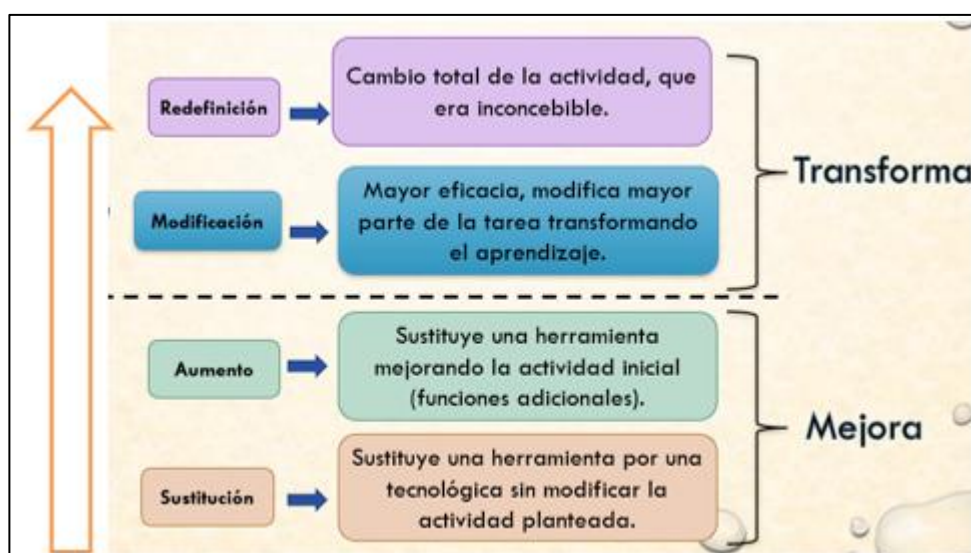 Redefinición
Cambio total de la actividad, que
era inconcebible.
Transforma
Modificación
Mayor eficacia, modifica mayor
parte de la tarea transformando
el aprendizaje.
Aumento
Sustituye una herramienta
mejorando la actividad inicial
(funciones adicionales).
Mejora
Sustitución
Sustituye una herramienta por una
tecnológica sin modificar la
actividad planteada.